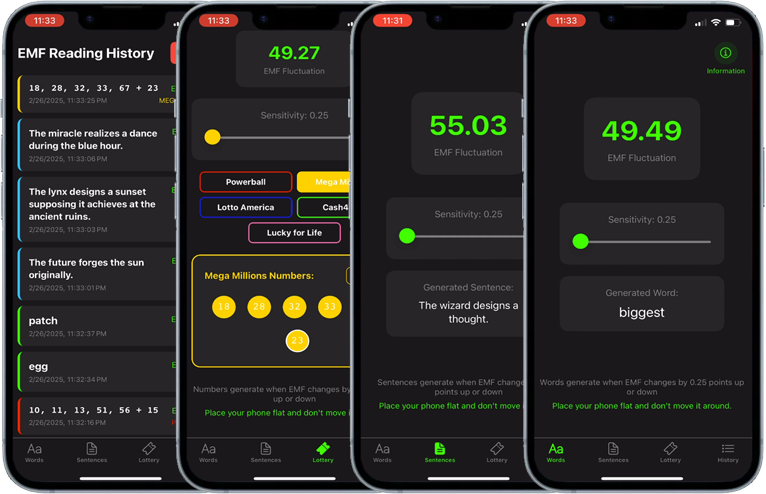 11:33
EMF Reading History
18, 28, 32, 33, 67 + 23
2/26/2025, 11:33:25 PM
MEG
The miracle realizes a dance
during the blue hour.
2/26/2025, 11:33:06 PM
The lynx designs a sunset
supposing it achieves at the
ancient ruins.
2/26/2025, 11:33:03 PM
The future forges the sun
originally.
2/26/2025, 11:33:01 PM
patch
2/26/2025, 11:32:37 PM
egg
2/26/2025, 11:32:34 PM
10, 11, 13, 51, 56 + 15
2/26/2025, 11:32:16 PM
Aa
Words
Sentences
Lottery
11:33
49.27
EMF Fluctuation
Sensitivity: 0.25
Powerball
Mega Mi
Lotto America
Cash4
Lucky for Life
Mega Millions Numbers:
18
28
32
33
23
Numbers generate when EMF changes by
up or down
Place your phone flat and don't move i
Aa
Words
Sentences
Lottery
11:31
55.03
EMF Fluctuation
Sensitivity: 0.25
Generated Sentence:
The wizard designs a
thought.
Sentences generate when EMF change
points up or down
Place your phone flat and don't move i
Aa
Words
Sentences
Lottery
11:33
Information
49.49
EMF Fluctuation
Sensitivity: 0.25
Generated Word:
biggest
Words generate when EMF changes by 0.25 points up
or down
Place your phone flat and don't move it around.
Aa
Words
Sentences
Lottery
History